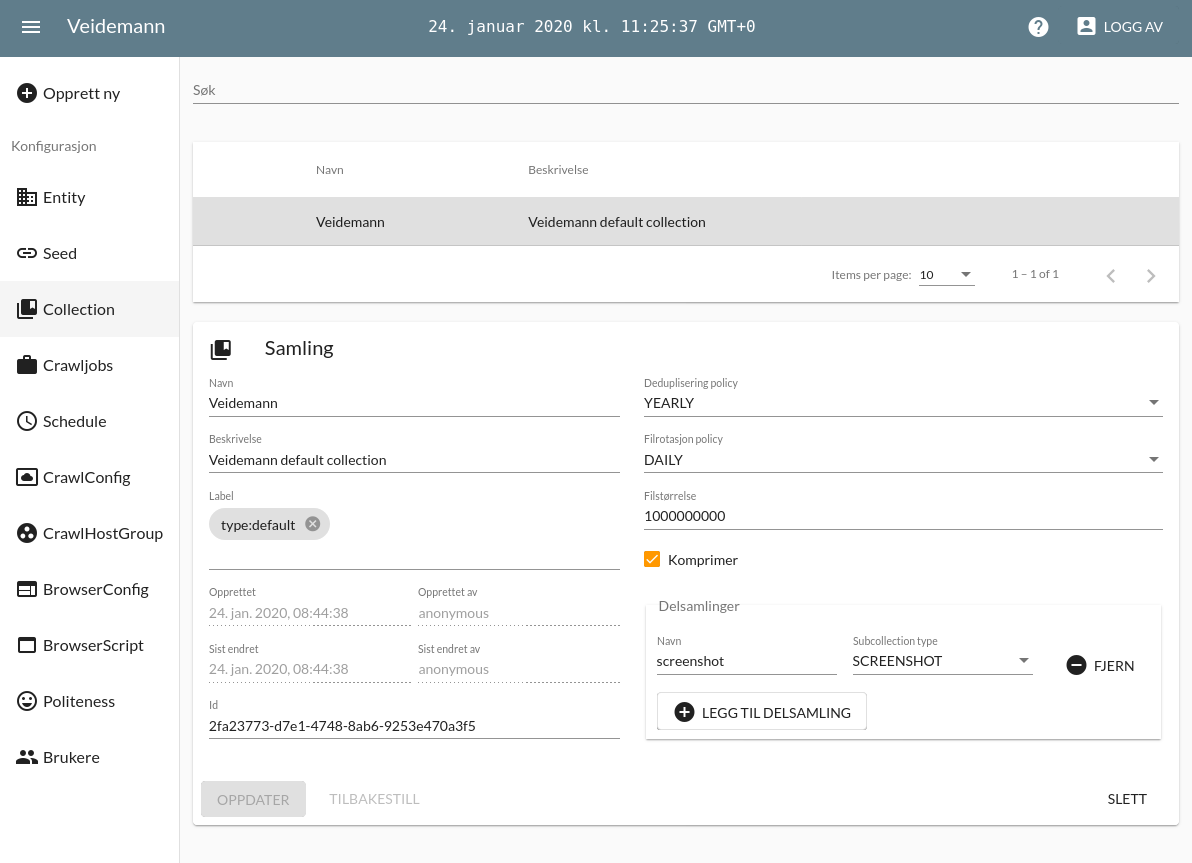 Veidemann
24. januar 2020 kl. 11:25:37 GMT+0
LOGG AV
Opprett ny
Konfigurasjon
Entity
Seed
Collection
Crawljobs
Schedule
CrawlConfig
CrawlHostGroup
BrowserConfig
BrowserScript
Politeness
Brukere
Søk
Navn Beskrivelse
Veidemann Veidemann default collection
Items per page: 10 1 – 1 of 1
Samling
Navn
Veidemann
Beskrivelse
Veidemann default collection
Label
type:default
Opprettet Opprettet av
24. jan. 2020, 08:44:38 anonymous
Sist endret Sist endret av
24. jan. 2020, 08:44:38 anonymous
Id
2fa23773-d7e1-4748-8ab6-9253e470a3f5
Deduplisering policy
YEARLY
Filrotasjon policy
DAILY
Filstørrelse
1000000000
Komprimer
Delsamlinger
Navn Subcollection type
screenshot SCREENSHOT FJERN
LEGG TIL DELSAMLING
OPPDATER TILBAKESTILL SLETT